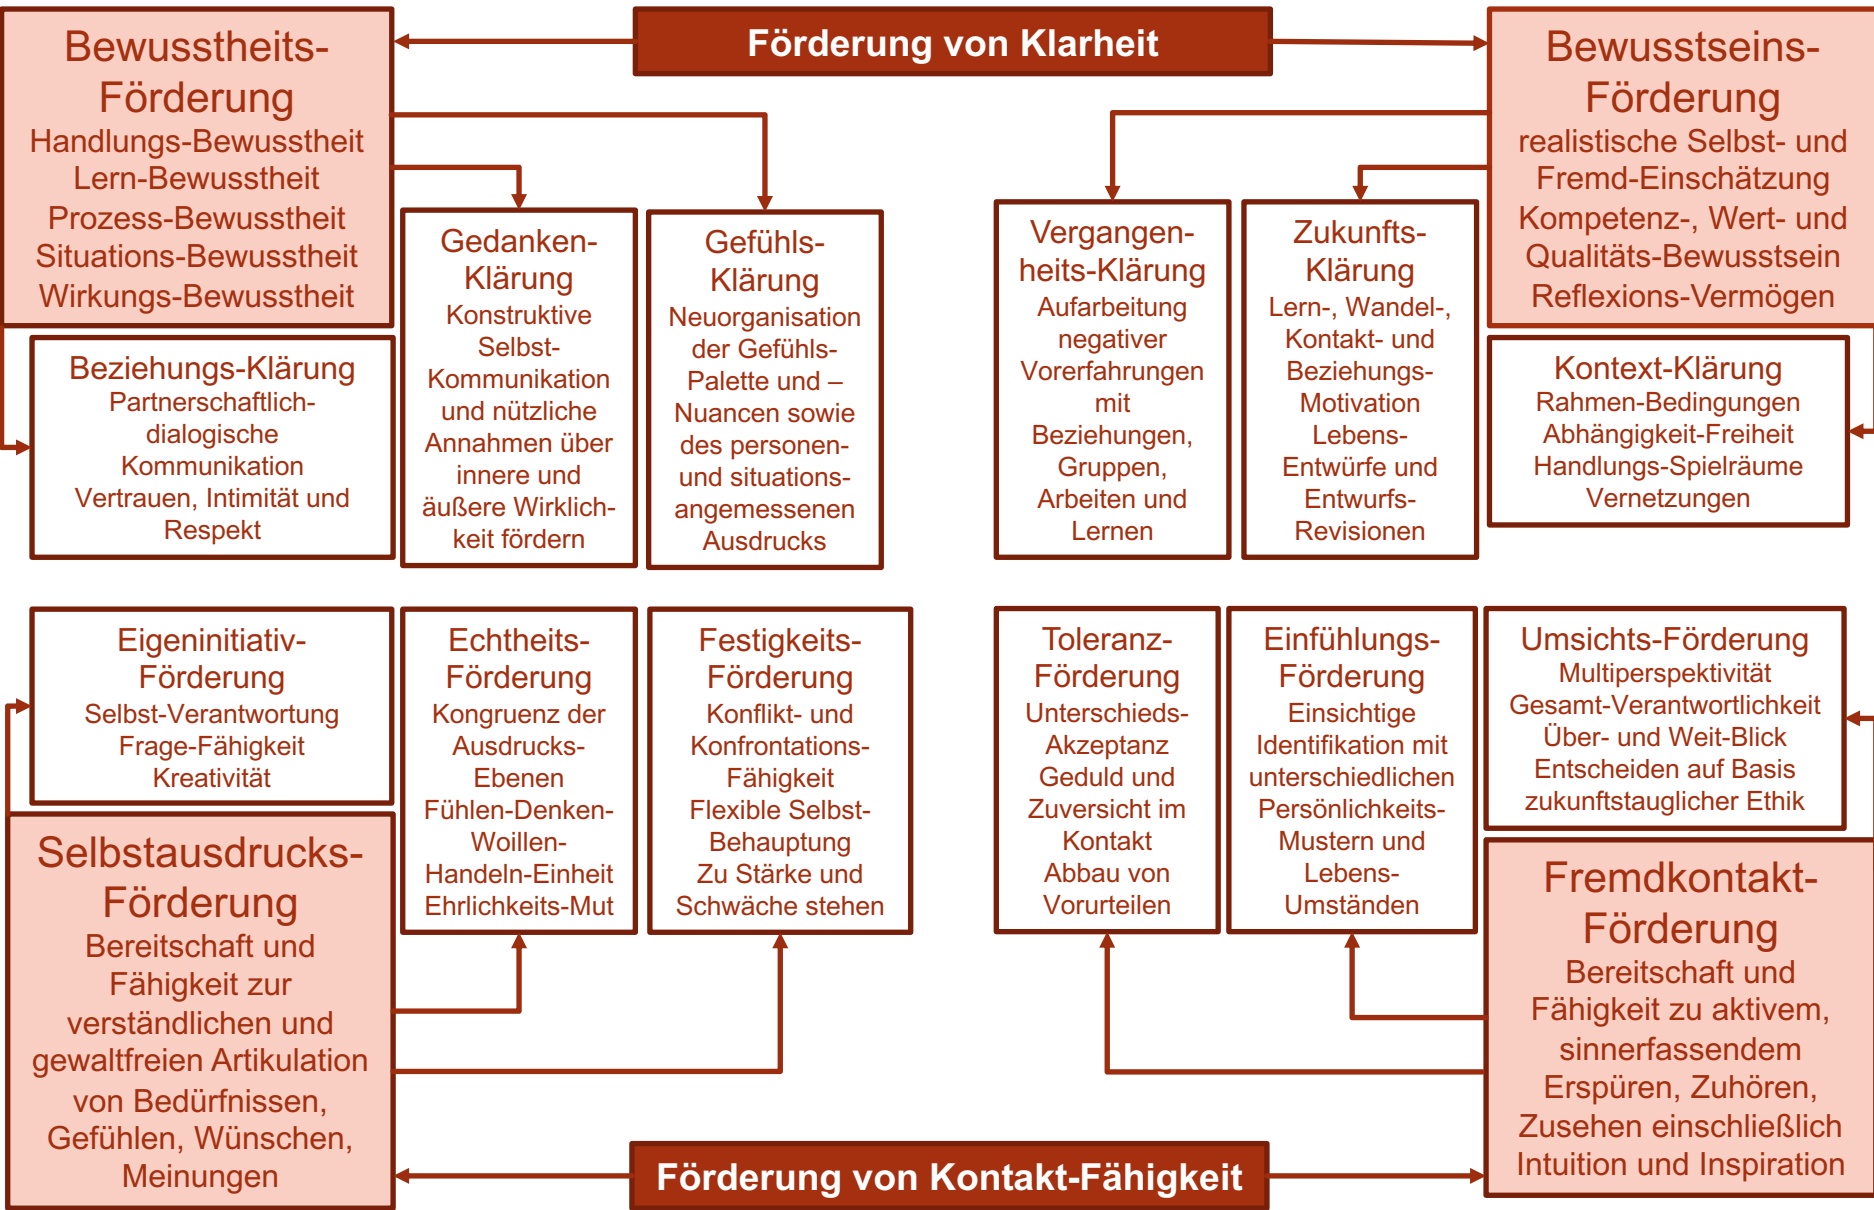 Förderung von Klarheit
Bewusstheits-
Förderung
Handlungs-Bewusstheit
Lern-Bewusstheit
Prozess-Bewusstheit
Situations-Bewusstheit
Wirkungs-Bewusstheit
Bewusstseins-
Förderung
realistische Selbst- und
Fremd-Einschätzung
Kompetenz-, Wert- und
Qualitäts-Bewusstsein
Reflexions-Vermögen
Beziehungs-Klärung
Partnerschaftlich-
dialogische
Kommunikation
Vertrauen, Intimität und
Respekt
Gedanken-
Klärung
Konstruktive
Selbst-
Kommunikation
und nützliche
Annahmen über
innere und
äußere Wirklich-
keit fördern
Gefühls-
Klärung
Neuorganisation
der Gefühls-
Palette und –
Nuancen sowie
des personen-
und situations-
angemessenen
Ausdrucks
Vergangen-
heits-Klärung
Aufarbeitung
negativer
Vorerfahrungen
mit
Beziehungen,
Gruppen,
Arbeiten und
Lernen
Zukunfts-
Klärung
Lern-, Wandel-,
Kontakt- und
Beziehungs-
Motivation
Lebens-
Entwürfe und
Entwurfs-
Revisionen
Kontext-Klärung
Rahmen-Bedingungen
Abhängigkeit-Freiheit
Handlungs-Spielräume
Vernetzungen
Eigeninitiativ-
Förderung
Selbst-Verantwortung
Frage-Fähigkeit
Kreativität
Echtheits-
Förderung
Kongruenz der
Ausdrucks-
Ebenen
Fühlen-Denken-
Woillen-
Handeln-Einheit
Ehrlichkeits-Mut
Festigkeits-
Förderung
Konflikt- und
Konfrontations-
Fähigkeit
Flexible Selbst-
Behauptung
Zu Stärke und
Schwäche stehen
Toleranz-
Förderung
Unterschieds-
Akzeptanz
Geduld und
Zuversicht im
Kontakt
Abbau von
Vorurteilen
Einfühlungs-
Förderung
Einsichtige
Identifikation mit
unterschiedlichen
Persönlichkeits-
Mustern und
Lebens-
Umständen
Umsichts-Förderung
Multiperspektivität
Gesamt-Verantwortlichkeit
Über- und Weit-Blick
Entscheiden auf Basis
zukunftstauglicher Ethik
Selbstausdrucks-
Förderung
Bereitschaft und
Fähigkeit zur
verständlichen und
gewaltfreien Artikulation
von Bedürfnissen,
Gefühlen, Wünschen,
Meinungen
Fremdkontakt-
Förderung
Bereitschaft und
Fähigkeit zu aktivem,
sinnerfassendem
Erspüren, Zuhören,
Zusehen einschließlich
Intuition und Inspiration
Förderung von Kontakt-Fähigkeit